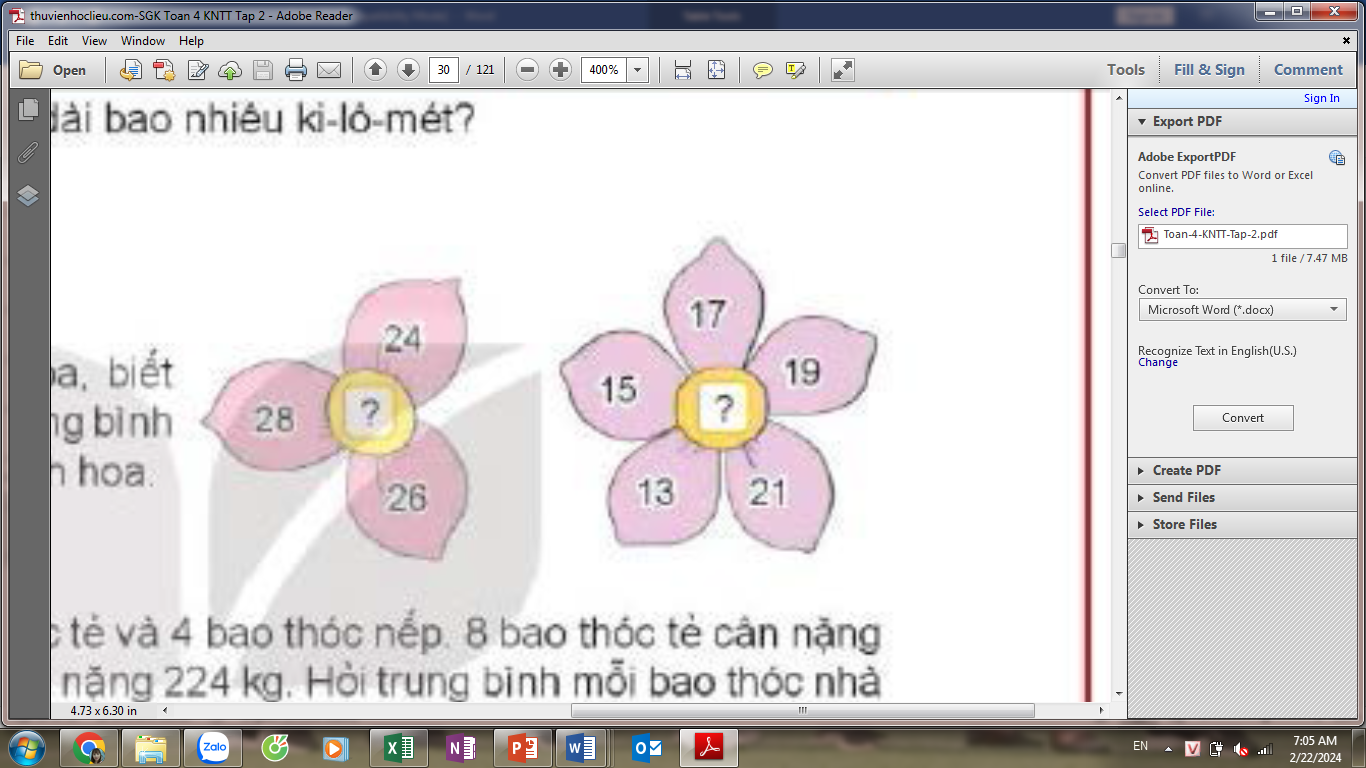 thuvienhoclieu.com-SGK Toan 4 KNTT Tap 2 - Adobe Reader
File Edit View Window Help
Open 30 / 121 400% Tools Fill & Sign Comment
Sign In
dài bao nhiêu ki-lô-mét?
biết
bình
hoa.
24
28
?
26
17
15
19
?
13
21
tẻ và 4 bao thóc nếp. 8 bao thóc tẻ cân nặng
nặng 224 kg. Hỏi trung bình mỗi bao thóc nhà
4.73 x 6.30 in
Export PDF
Adobe ExportPDF
Convert PDF files to Word or Excel
online.
Select PDF File:
Toan-4-KNTT-Tap-2.pdf
1 file / 7.47 MB
Convert To:
Microsoft Word (*.docx)
Recognize Text in English(U.S.)
Change
Convert
Create PDF
Send Files
Store Files
Zalo
EN
7:05 AM
2/22/2024